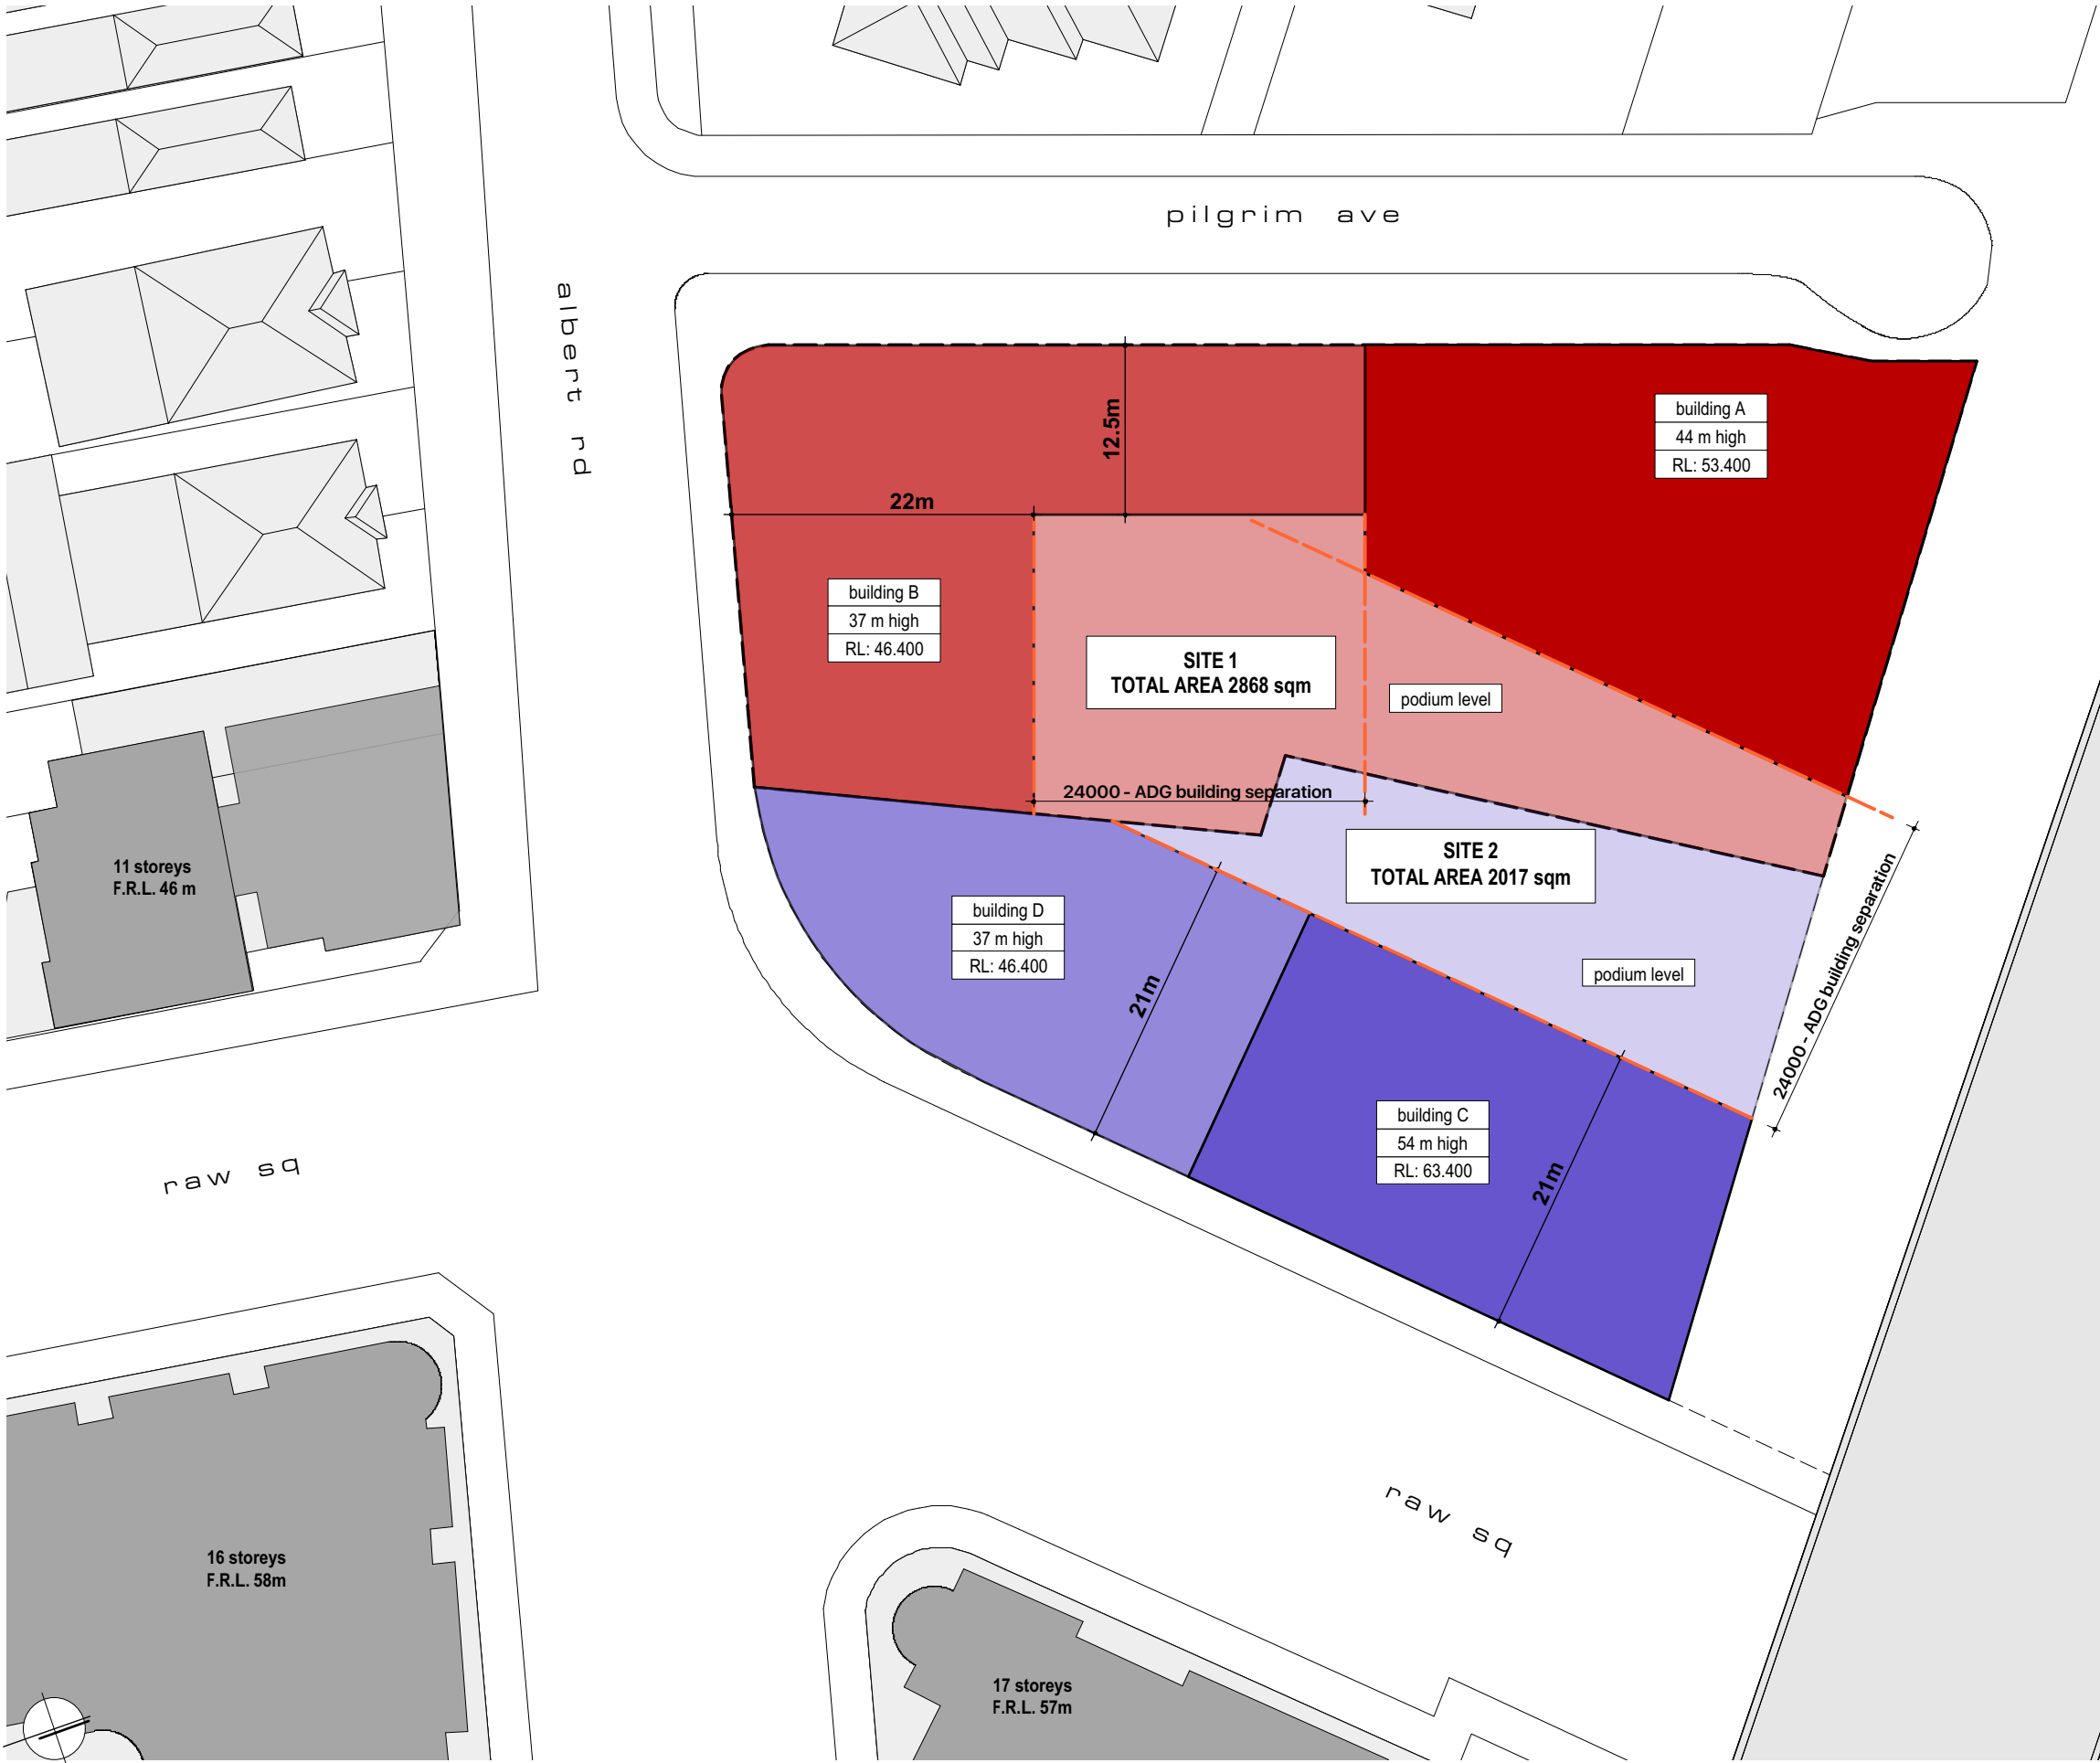 pilgrim ave
albert rd
building A
44 m high
RL: 53.400
12.5m
22m
building B
37 m high
RL: 46.400
SITE 1
TOTAL AREA 2868 sqm
podium level
24000 - ADG building separation
SITE 2
TOTAL AREA 2017 sqm
11 storeys
F.R.L. 46 m
building D
37 m high
RL: 46.400
21m
podium level
24000 - ADG building separation
building C
54 m high
RL: 63.400
21m
raw sq
raw sq
16 storeys
F.R.L. 58m
17 storeys
F.R.L. 57m